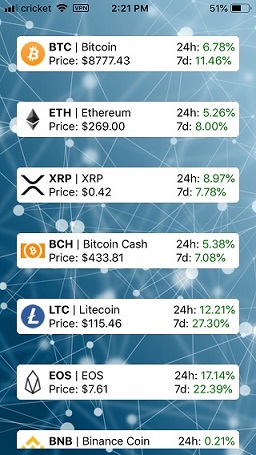 cricket VPN 2:21 PM 51%
BTC | Bitcoin 24h: 6.78%
Price: $8777.43 7d: 11.46%
ETH | Ethereum 24h: 5.26%
Price: $269.00 7d: 8.00%
XRP | XRP 24h: 8.97%
Price: $0.42 7d: 7.78%
BCH | Bitcoin Cash 24h: 5.38%
Price: $433.81 7d: 7.08%
LTC | Litecoin 24h: 12.21%
Price: $115.46 7d: 27.30%
EOS | EOS 24h: 17.14%
Price: $7.61 7d: 22.39%
BNB | Binance Coin 24h: 0.21%